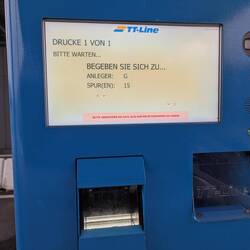 TT-Line
DRUCKE 1 VON 1
BITTE WARTEN...
BEGEBEN SIE SICH ZU...
ANLEGER: G
SPUR(EN): 15